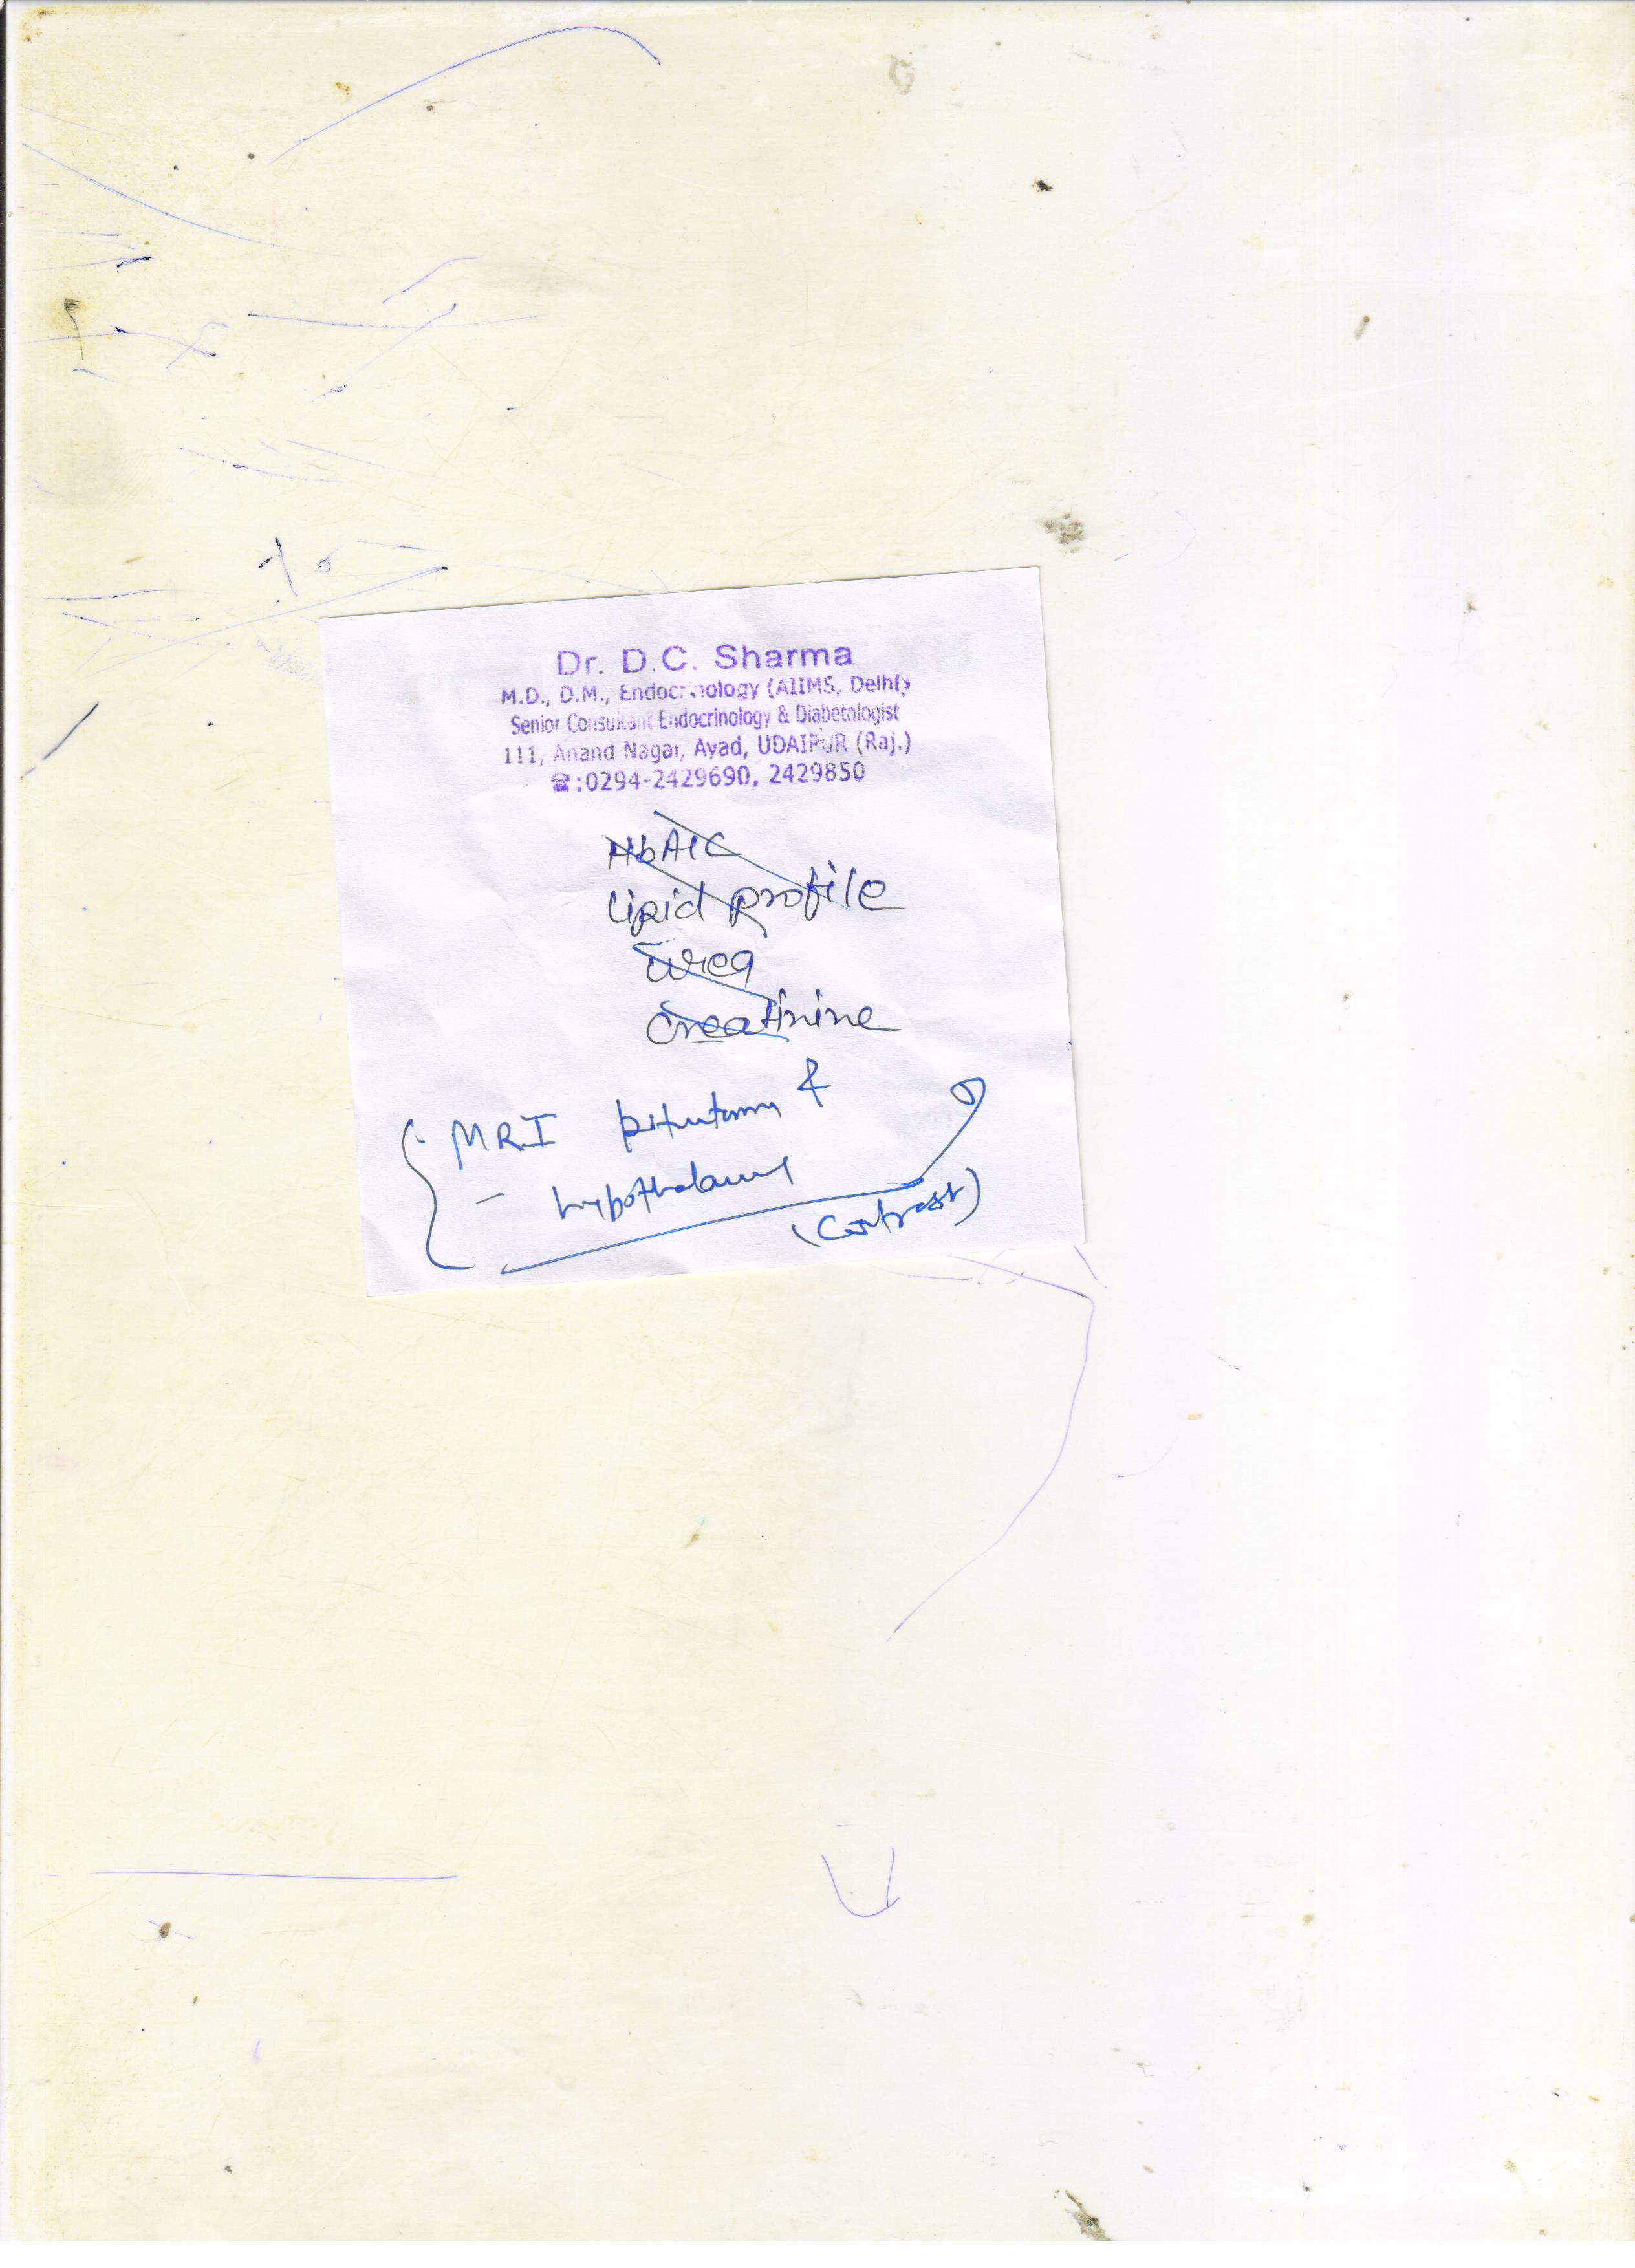 Dr. D.C. Sharma
M.D., D.M., Endocrinology (AIIMS, Delhi)
Senior Consultant Endocrinology & Diabetologist
111, Anand Nagar, Ayad, UDAIPUR (Raj.)
☎:0294-2429690, 2429850
HbA1C
Lipid profile
Urea
Creatinine
MRI pituitary &
- hypothalamus
(Contrast)